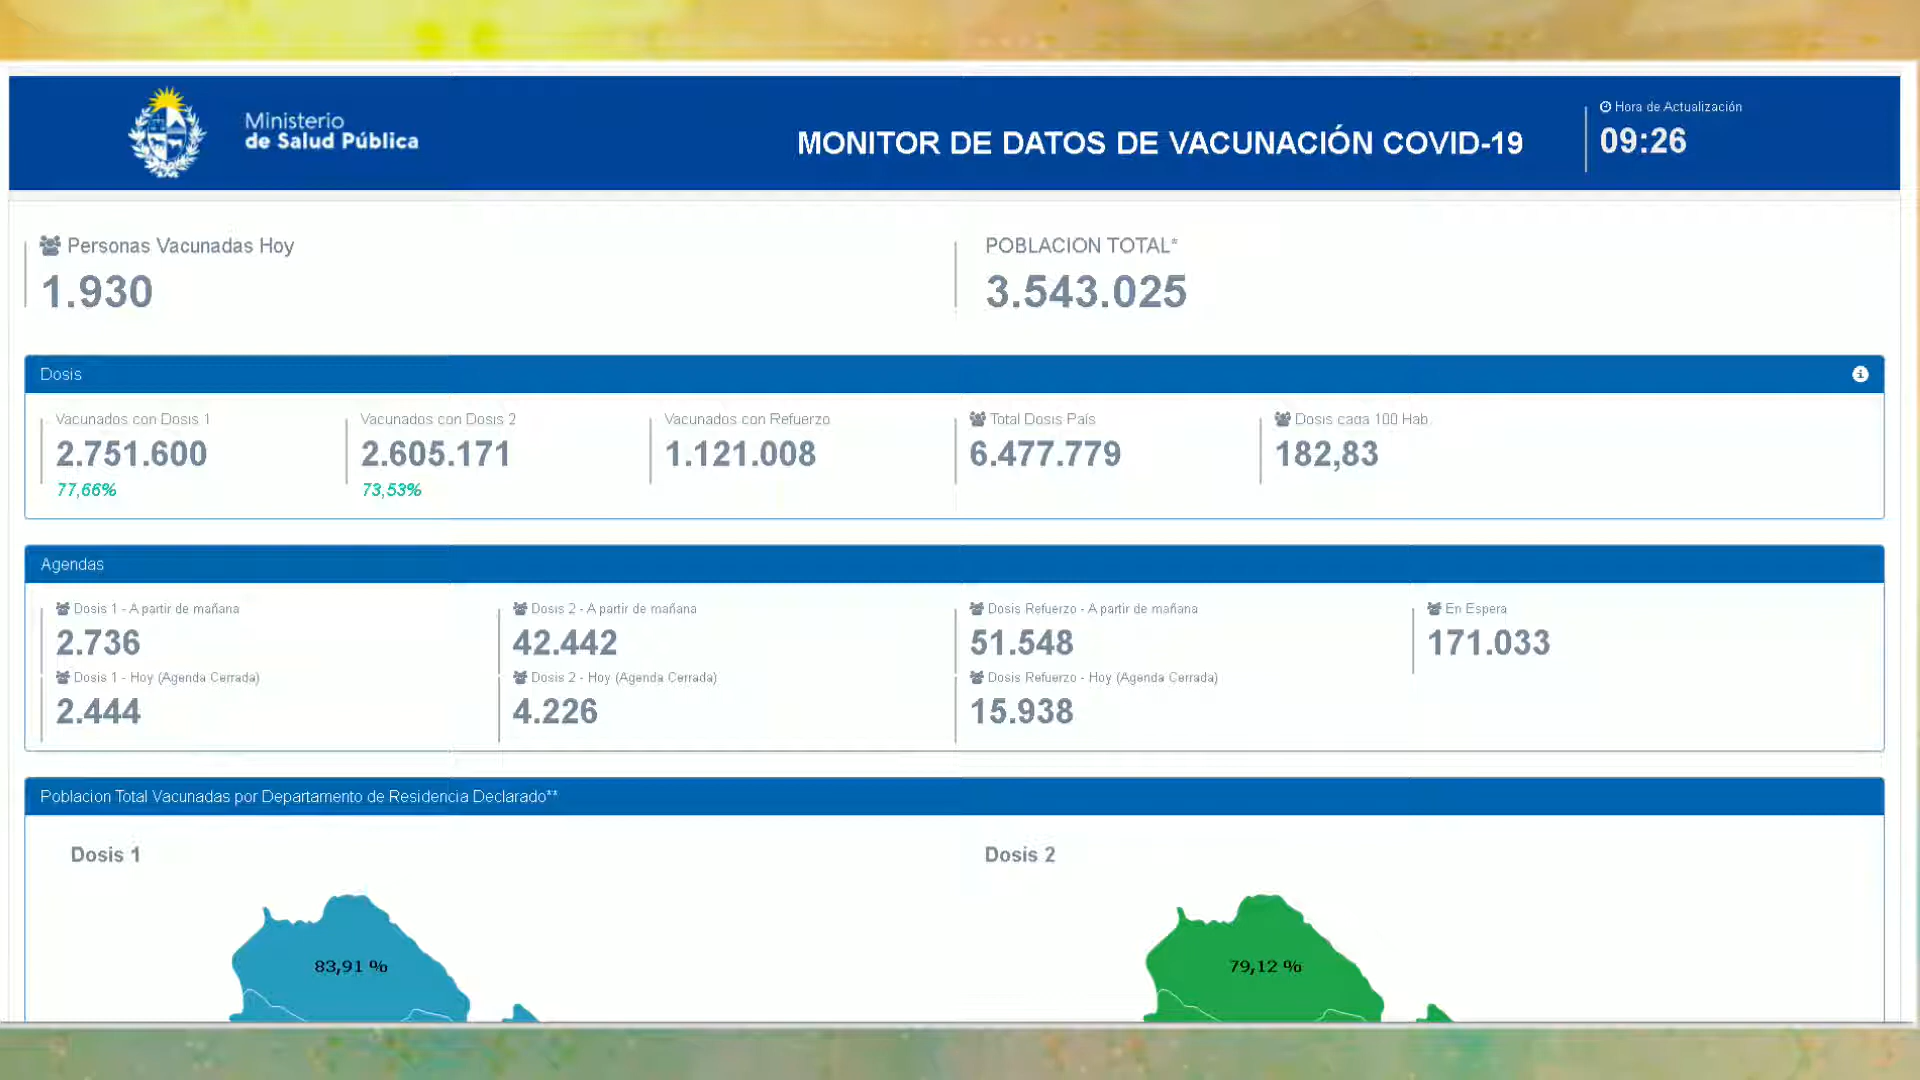 Ministerio
de Salud Pública
MONITOR DE DATOS DE VACUNACIÓN COVID-19
Hora de Actualización
09:26
Personas Vacunadas Hoy
1.930
POBLACION TOTAL*
3.543.025
Dosis
Vacunados con Dosis 1
2.751.600
77,66%
Vacunados con Dosis 2
2.605.171
73,53%
Vacunados con Refuerzo
1.121.008
Total Dosis País
6.477.779
Dosis cada 100 Hab.
182,83
Agendas
Dosis 1 - A partir de mañana
2.736
Dosis 1 - Hoy (Agenda Cerrada)
2.444
Dosis 2 - A partir de mañana
42.442
Dosis 2 - Hoy (Agenda Cerrada)
4.226
Dosis Refuerzo - A partir de mañana
51.548
Dosis Refuerzo - Hoy (Agenda Cerrada)
15.938
En Espera
171.033
Poblacion Total Vacunadas por Departamento de Residencia Declarado**
Dosis 1
83,91 %
Dosis 2
79,12 %